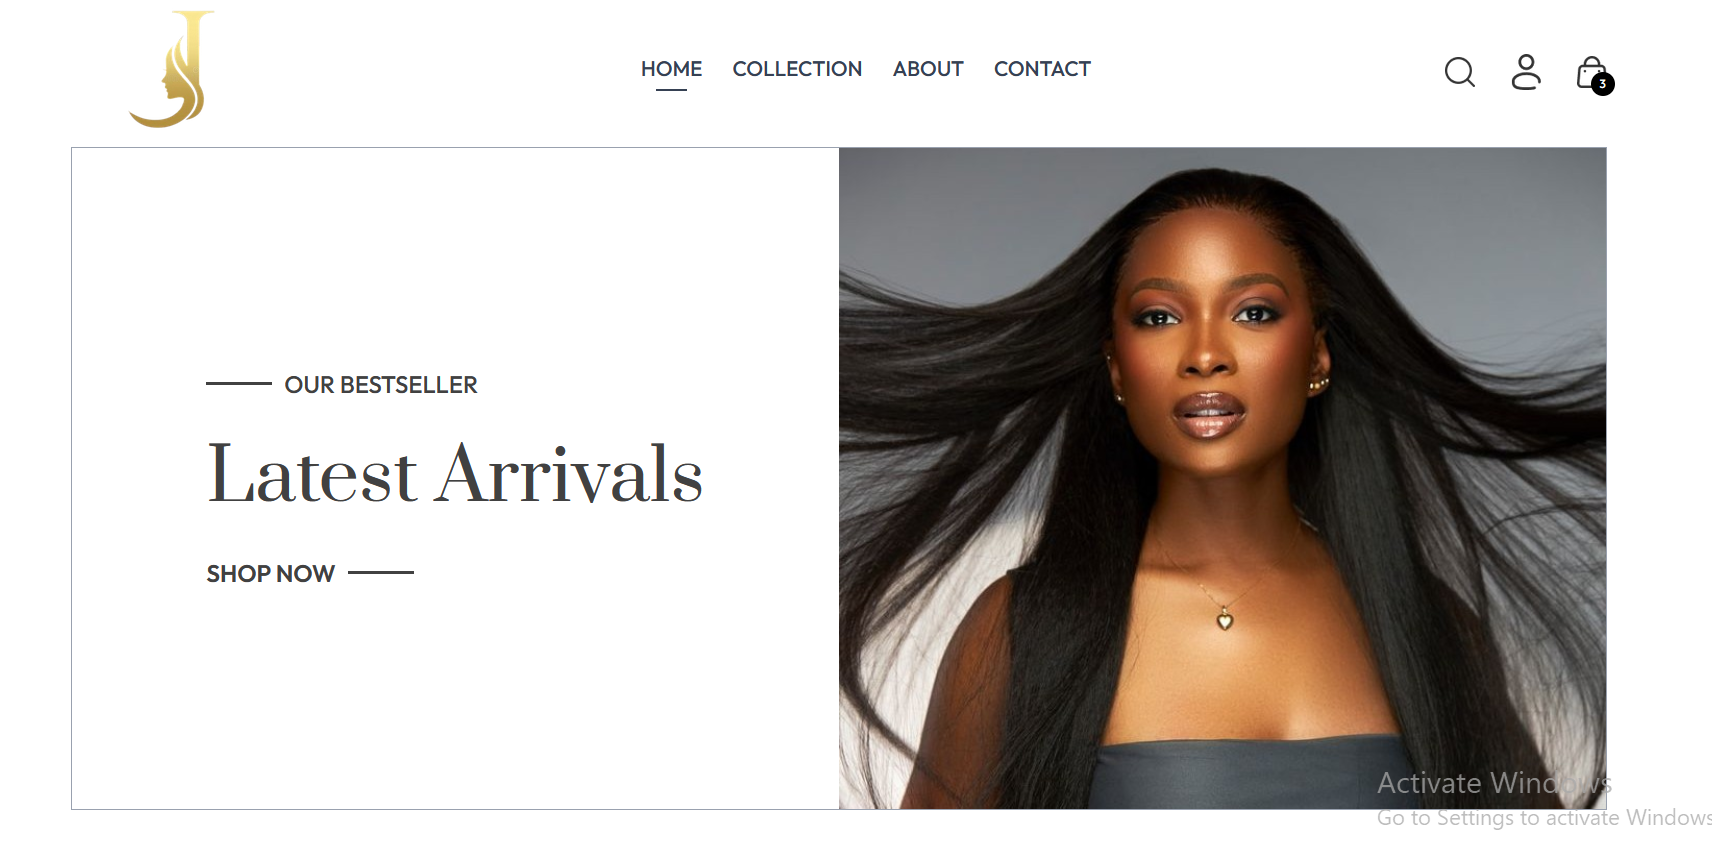 J
HOME COLLECTION ABOUT CONTACT
3
OUR BESTSELLER
Latest Arrivals
SHOP NOW
Activate Windows
Go to Settings to activate Windows